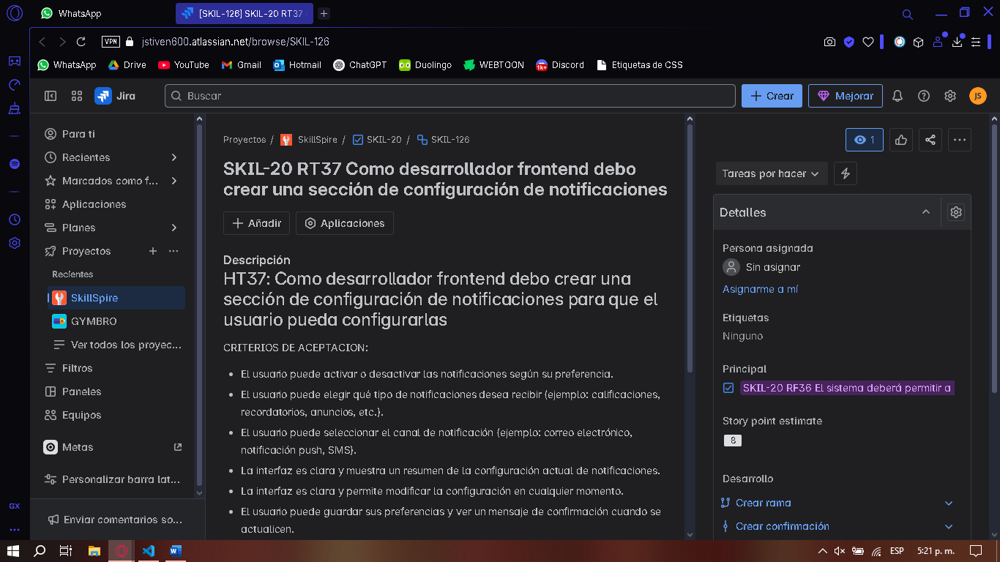 WhatsApp
[SKIL-126] SKIL-20 RT37
VPN
jstiven600.atlassian.net/browse/SKIL-126
WhatsApp
Drive
YouTube
Gmail
Hotmail
ChatGPT
Duolingo
WEBTOON
1k+
Discord
Etiquetas de CSS
Jira
Buscar
Crear
Mejorar
JS
Para ti
Recientes
Marcados como f...
Aplicaciones
Planes
Proyectos
Recientes
SkillSpire
GYMBRO
Ver todos los proyec...
Filtros
Paneles
Equipos
Metas
Personalizar barra lat...
Enviar comentarios so...
GX
Proyectos / SkillSpire / SKIL-20 / SKIL-126
SKIL-20 RT37 Como desarrollador frontend debo
crear una sección de configuración de notificaciones
Añadir
Aplicaciones
Descripción
HT37: Como desarrollador frontend debo crear una
sección de configuración de notificaciones para que el
usuario pueda configurarlas
CRITERIOS DE ACEPTACION:
• El usuario puede activar o desactivar las notificaciones según su preferencia.
• El usuario puede elegir qué tipo de notificaciones desea recibir (ejemplo: calificaciones,
recordatorios, anuncios, etc.).
• El usuario puede seleccionar el canal de notificación (ejemplo: correo electrónico,
notificación push, SMS).
• La interfaz es clara y muestra un resumen de la configuración actual de notificaciones.
• La interfaz es clara y permite modificar la configuración en cualquier momento.
• El usuario puede guardar sus preferencias y ver un mensaje de confirmación cuando se
actualicen.
1
Tareas por hacer
Detalles
Persona asignada
Sin asignar
Asignarme a mí
Etiquetas
Ninguno
Principal
SKIL-20 RF36 El sistema deberá permitir a
Story point estimate
8
Desarrollo
Crear rama
Crear confirmación
ESP
5:21 p. m.